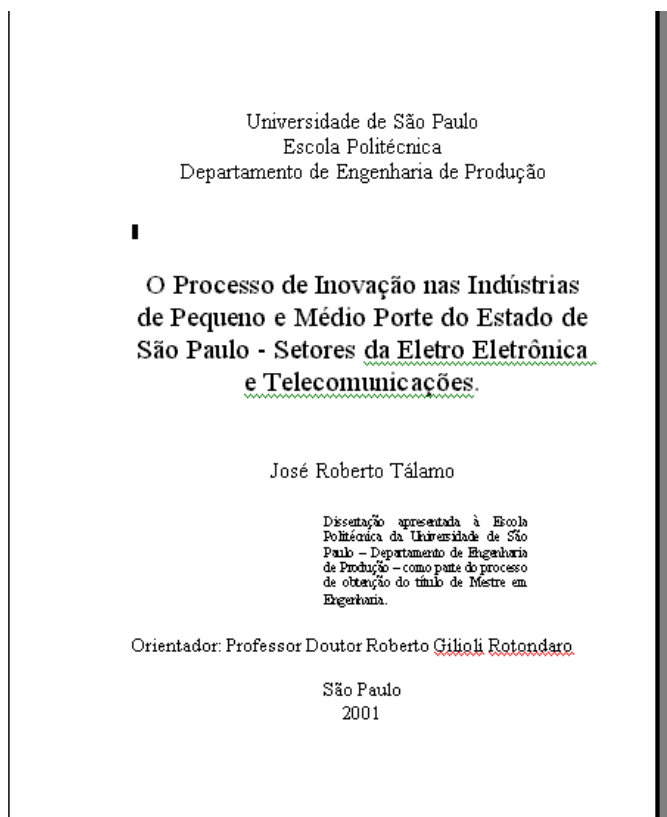 Universidade de São Paulo
Escola Politécnica
Departamento de Engenharia de Produção
O Processo de Inovação nas Indústrias
de Pequeno e Médio Porte do Estado de
São Paulo - Setores da Eletro Eletrônica
e Telecomunicações.
José Roberto Tálamo
Dissertação apresentada à Escola
Politécnica da Universidade de São
Paulo – Departamento de Engenharia
de Produção – como parte do processo
de obtenção do título de Mestre em
Engenharia.
Orientador: Professor Doutor Roberto Gilioli Rotondaro
São Paulo
2001